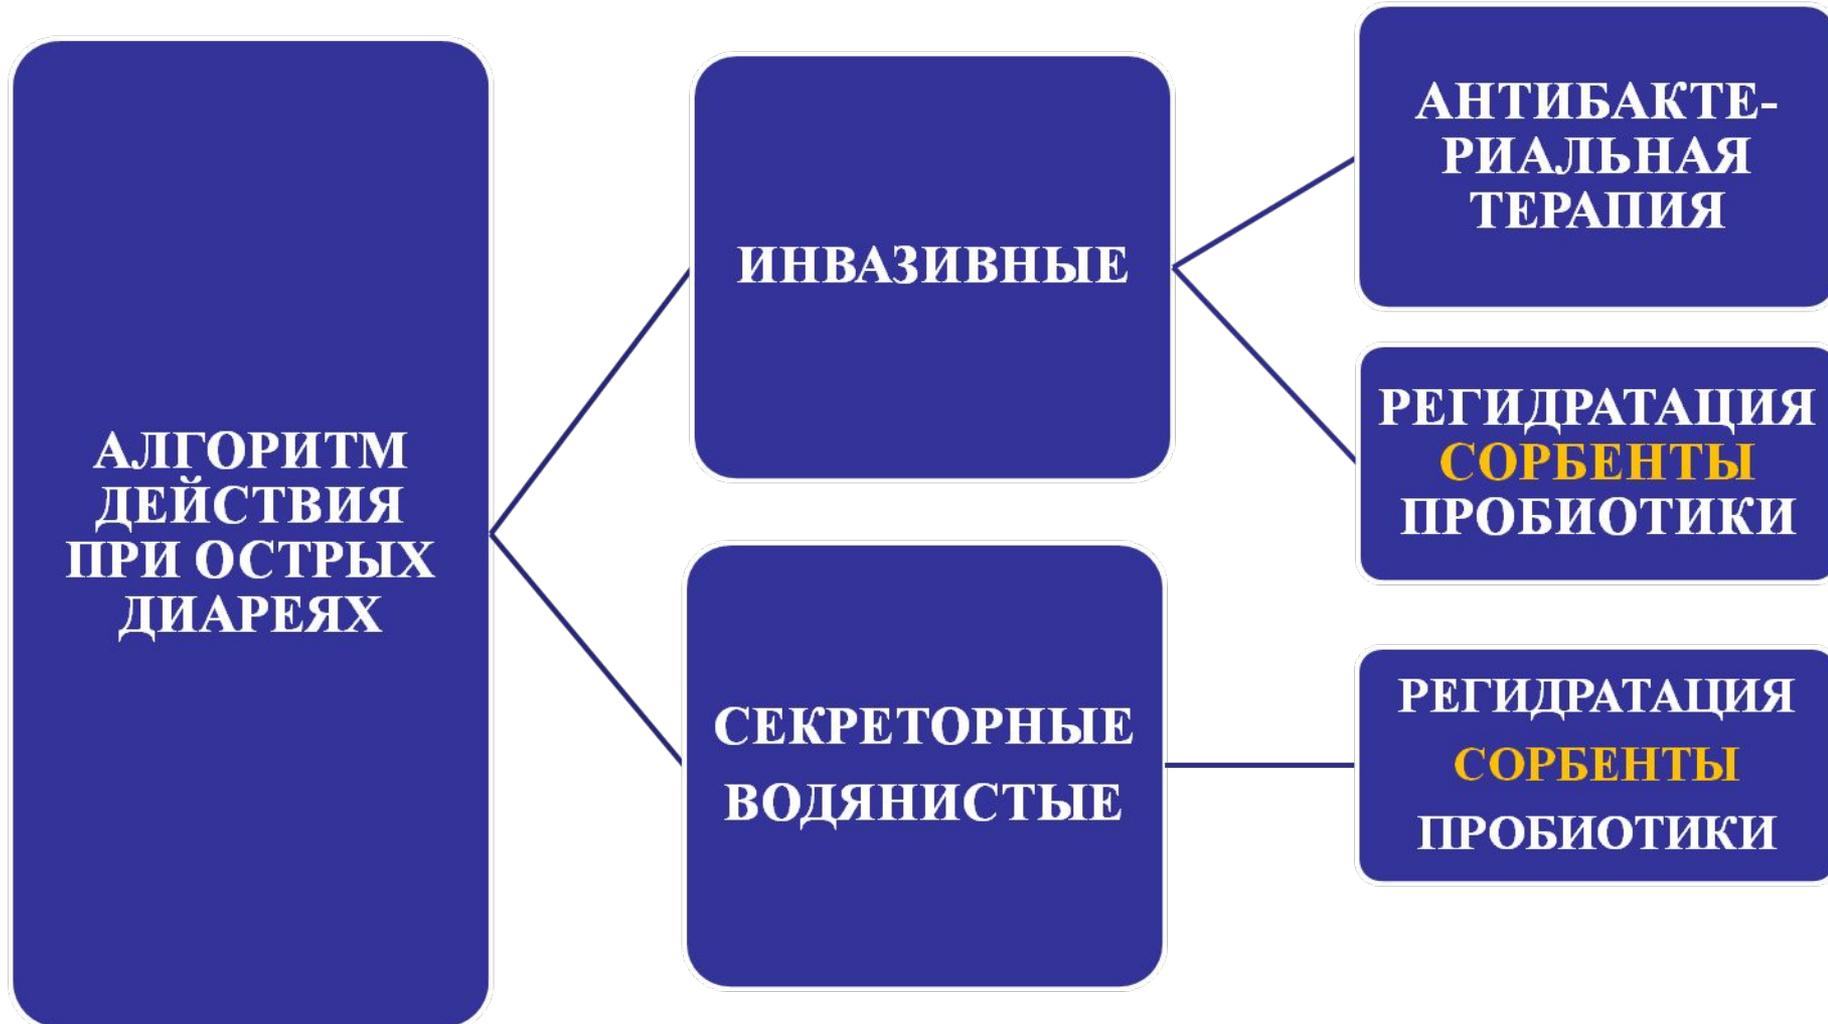 АЛГОРИТМ
ДЕЙСТВИЯ
ПРИ ОСТРЫХ
ДИАРЕЯХ
ИНВАЗИВНЫЕ
АНТИБАКТЕ-
РИАЛЬНАЯ
ТЕРАПИЯ
РЕГИДРАТАЦИЯ
СОРБЕНТЫ
ПРОБИОТИКИ
СЕКРЕТОРНЫЕ
ВОДЯНИСТЫЕ
РЕГИДРАТАЦИЯ
СОРБЕНТЫ
ПРОБИОТИКИ